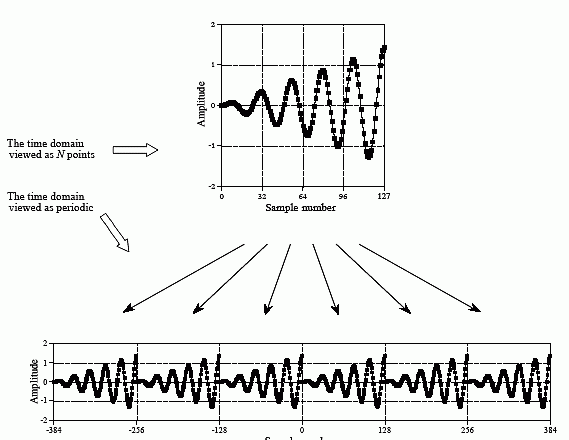 2
1
0
-1
-2
Amplitude
0 32 64 96 127
Sample number
The time domain
viewed as N points
The time domain
viewed as periodic
2
1
0
-1
-2
Amplitude
-384 -256 -128 0 128 256 384